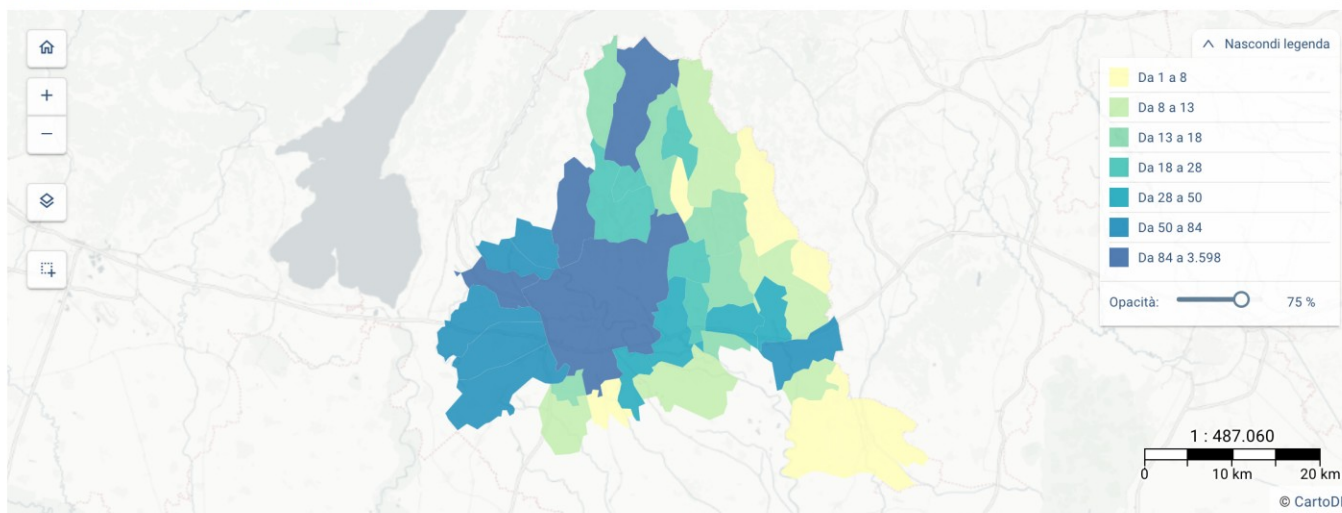 Nascondi legenda
Da 1 a 8
Da 8 a 13
Da 13 a 18
Da 18 a 28
Da 28 a 50
Da 50 a 84
Da 84 a 3.598
Opacità: 75 %
1 : 487.060
0 10 km 20 km